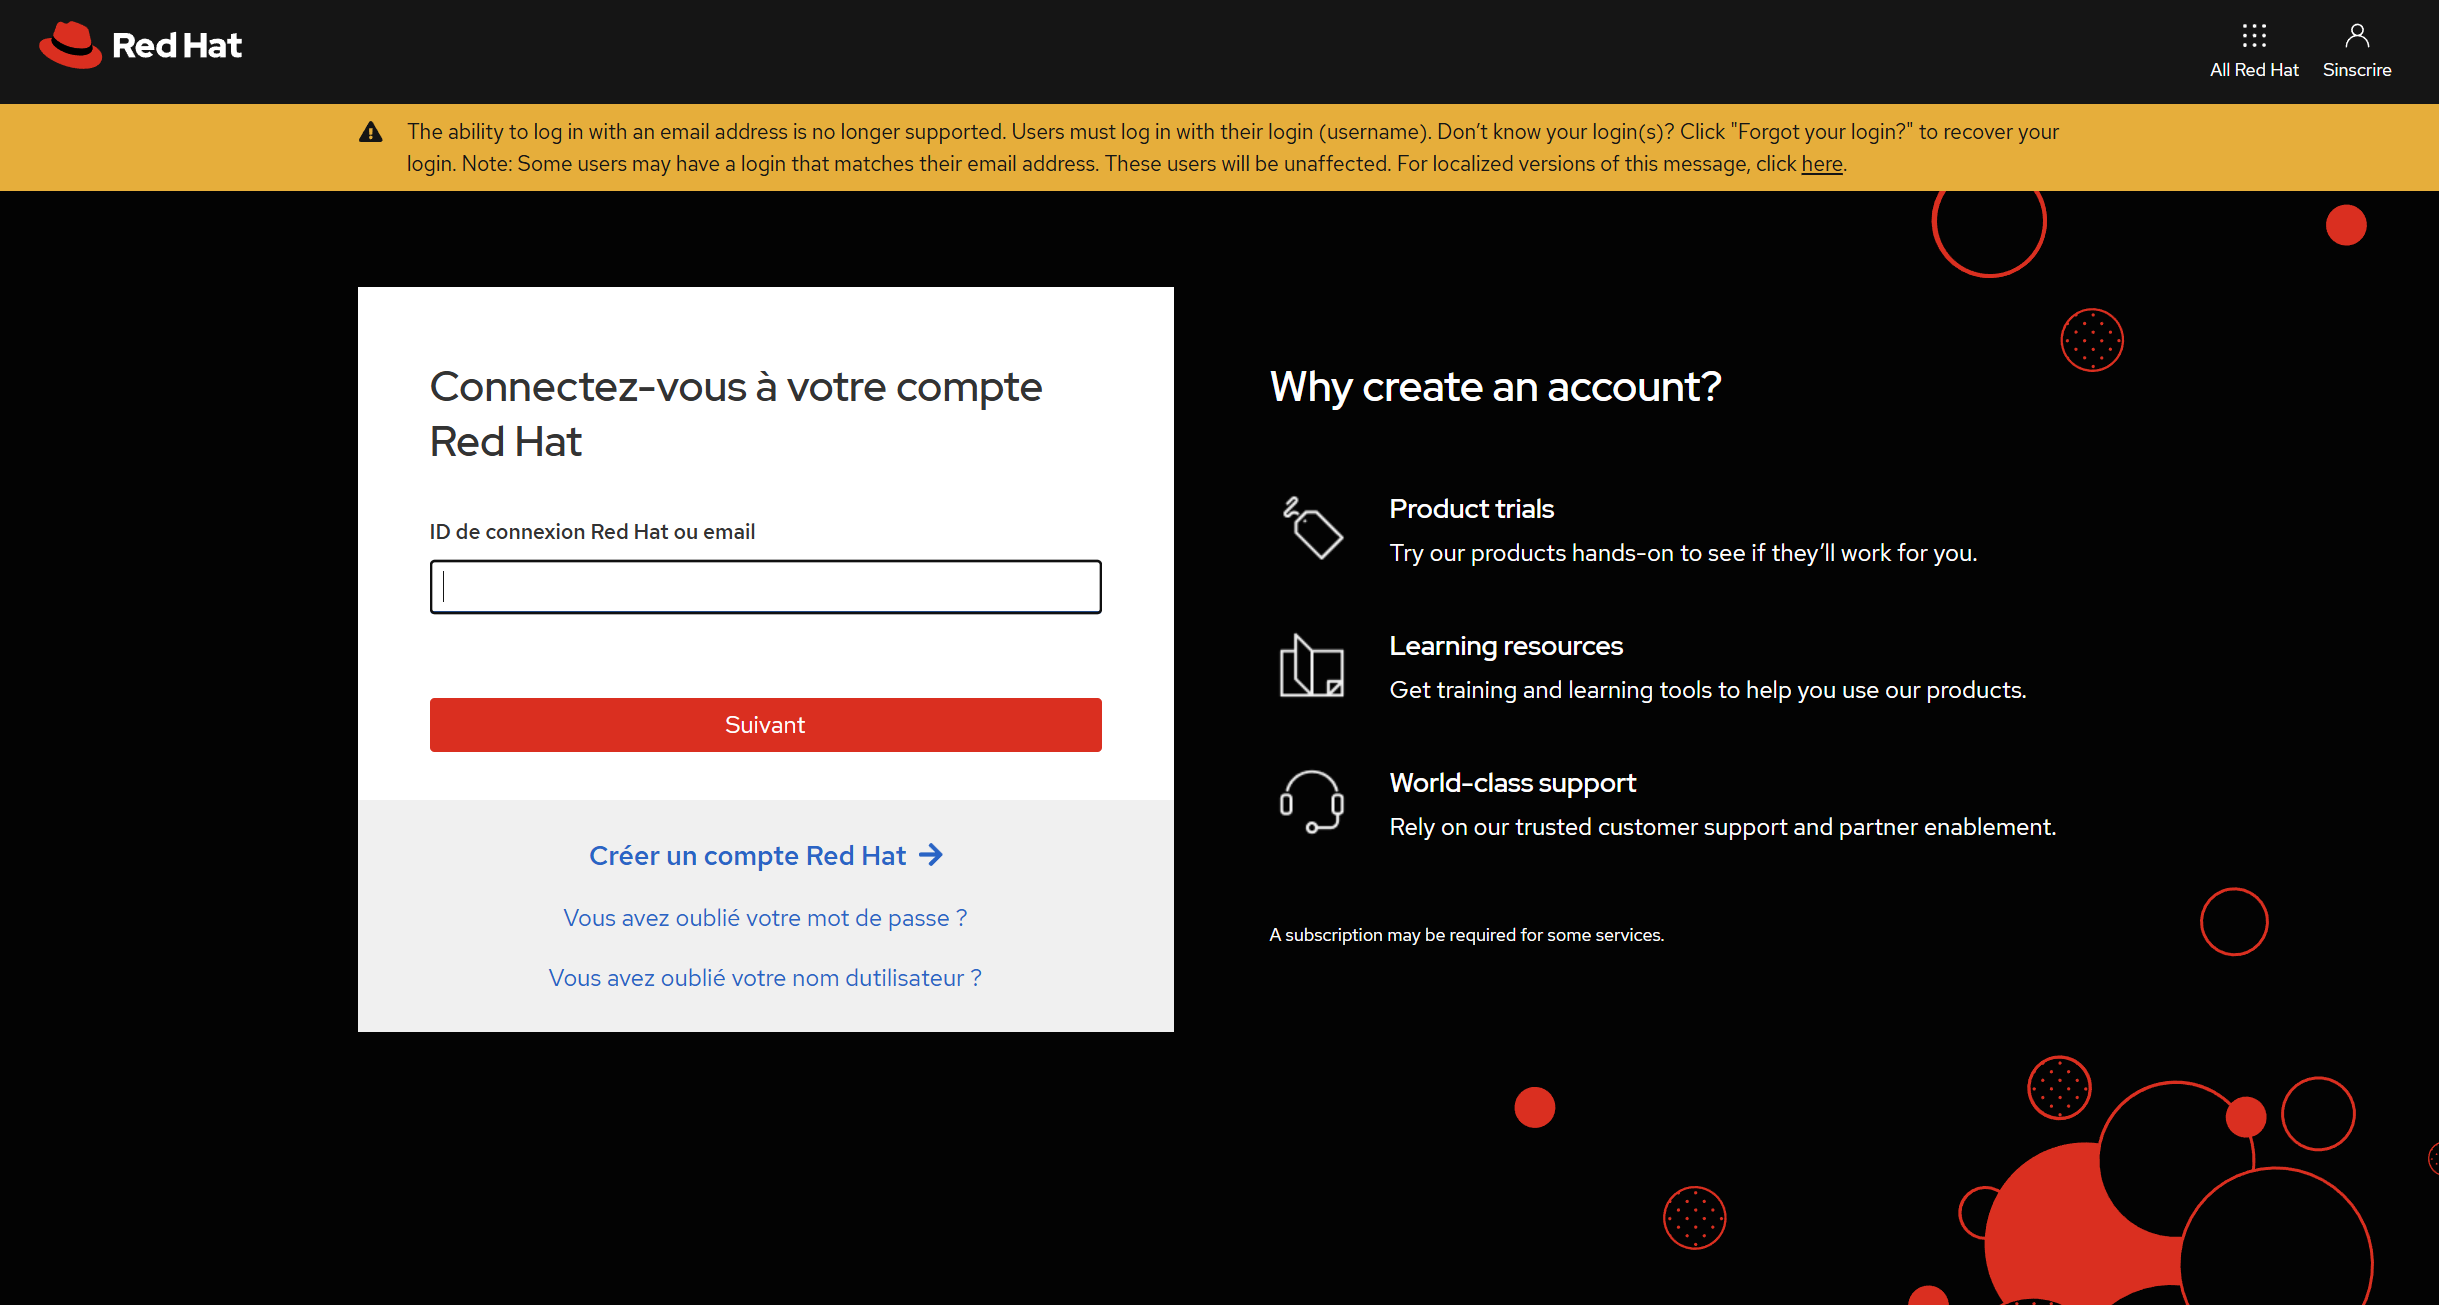 Red Hat
All Red Hat
Sinscrire
The ability to log in with an email address is no longer supported. Users must log in with their login (username). Don’t know your login(s)? Click "Forgot your login?" to recover your
login. Note: Some users may have a login that matches their email address. These users will be unaffected. For localized versions of this message, click here.
Connectez-vous à votre compte
Red Hat
ID de connexion Red Hat ou email
Suivant
Créer un compte Red Hat
Vous avez oublié votre mot de passe ?
Vous avez oublié votre nom dutilisateur ?
Why create an account?
Product trials
Try our products hands-on to see if they’ll work for you.
Learning resources
Get training and learning tools to help you use our products.
World-class support
Rely on our trusted customer support and partner enablement.
A subscription may be required for some services.